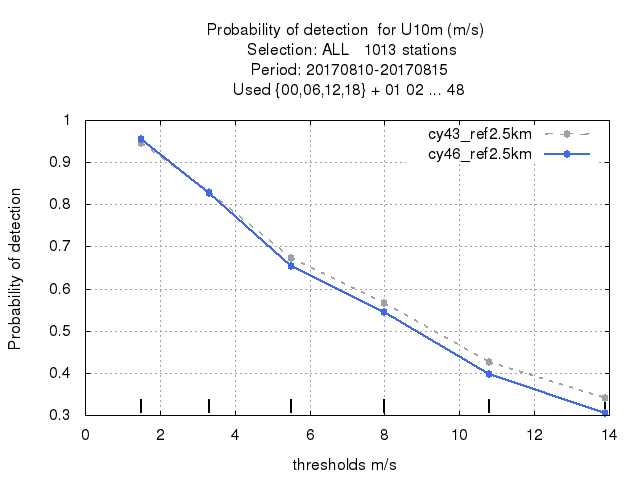 Probability of detection  for U10m (m/s)
Selection: ALL   1013 stations
Period: 20170810-20170815
Used {00,06,12,18} + 01 02 ... 48
cy43_ref2.5km
cy46_ref2.5km
Probability of detection
1
0.9
0.8
0.7
0.6
0.5
0.4
0.3
0 2 4 6 8 10 12 14
thresholds m/s